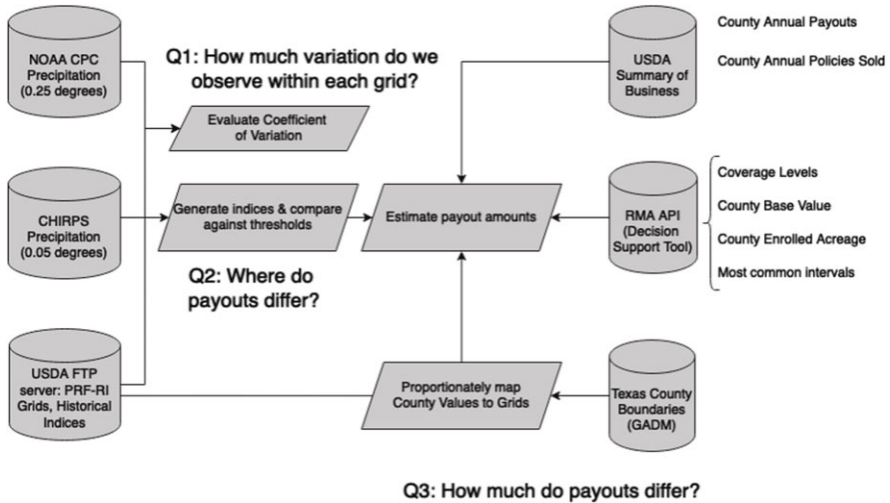 NOAA CPC
Precipitation
(0.25 degrees)
Q1: How much variation do we
observe within each grid?
Evaluate Coefficient
of Variation
USDA
Summary of
Business
County Annual Payouts
County Annual Policies Sold
CHIRPS
Precipitation
(0.05 degrees)
Generate indices & compare
against thresholds
Estimate payout amounts
RMA API
(Decision
Support Tool)
Coverage Levels
County Base Value
County Enrolled Acreage
Most common intervals
Q2: Where do
payouts differ?
USDA FTP
server: PRF-RI
Grids, Historical
Indices
Proportionately map
County Values to Grids
Texas County
Boundaries
(GADM)
Q3: How much do payouts differ?